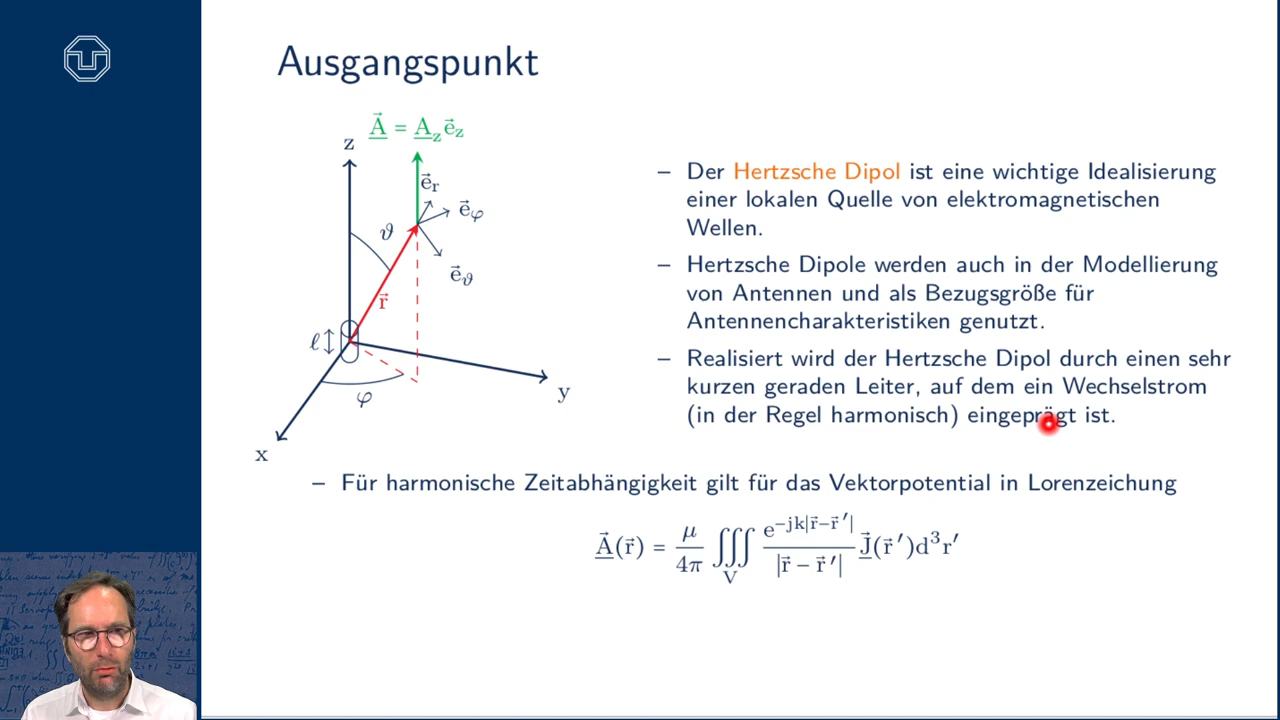 Ausgangspunkt
z
A⃗ = A_z e⃗_z
e⃗_r
e⃗_φ
ϑ
e⃗_ϑ
r⃗
ℓ
φ
y
x
– Der Hertzsche Dipol ist eine wichtige Idealisierung
einer lokalen Quelle von elektromagnetischen
Wellen.
– Hertzsche Dipole werden auch in der Modellierung
von Antennen und als Bezugsgröße für
Antennencharakteristiken genutzt.
– Realisiert wird der Hertzsche Dipol durch einen sehr
kurzen geraden Leiter, auf dem ein Wechselstrom
(in der Regel harmonisch) eingeprägt ist.
– Für harmonische Zeitabhängigkeit gilt für das Vektorpotential in Lorenzeichung
A⃗(r⃗) = μ/4π ∭_V e^(−jk|r⃗−r⃗′|)/|r⃗ − r⃗′| J⃗(r⃗′)d³r′